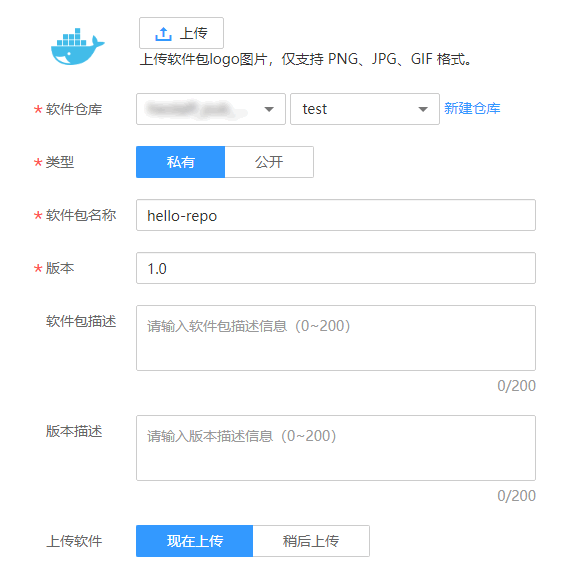 上传
上传软件包logo图片，仅支持 PNG、JPG、GIF 格式。
* 软件仓库 test 新建仓库
* 类型 私有 公开
* 软件包名称 hello-repo
* 版本 1.0
软件包描述 请输入软件包描述信息（0~200）
0/200
版本描述 请输入版本描述信息（0~200）
0/200
上传软件 现在上传 稍后上传